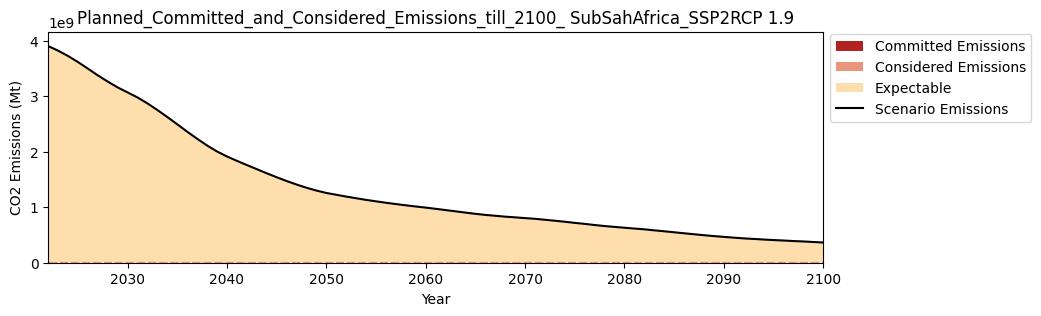 Planned_Committed_and_Considered_Emissions_till_2100_ SubSahAfrica_SSP2RCP 1.9
1e9
4
3
2
1
0
CO2 Emissions (Mt)
2030 2040 2050 2060 2070 2080 2090 2100
Year
Committed Emissions
Considered Emissions
Expectable
Scenario Emissions